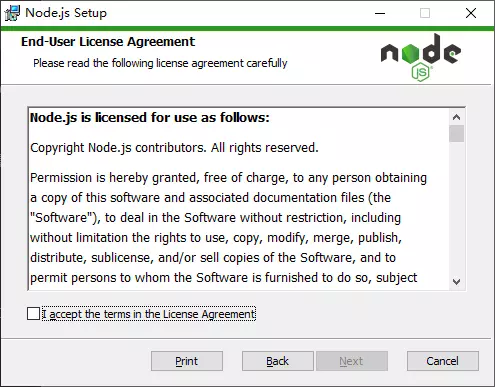 Node.js Setup
End-User License Agreement
Please read the following license agreement carefully
node
JS
Node.js is licensed for use as follows:
Copyright Node.js contributors. All rights reserved.
Permission is hereby granted, free of charge, to any person obtaining
a copy of this software and associated documentation files (the
"Software"), to deal in the Software without restriction, including
without limitation the rights to use, copy, modify, merge, publish,
distribute, sublicense, and/or sell copies of the Software, and to
permit persons to whom the Software is furnished to do so, subject
I accept the terms in the License Agreement
Print Back Next Cancel